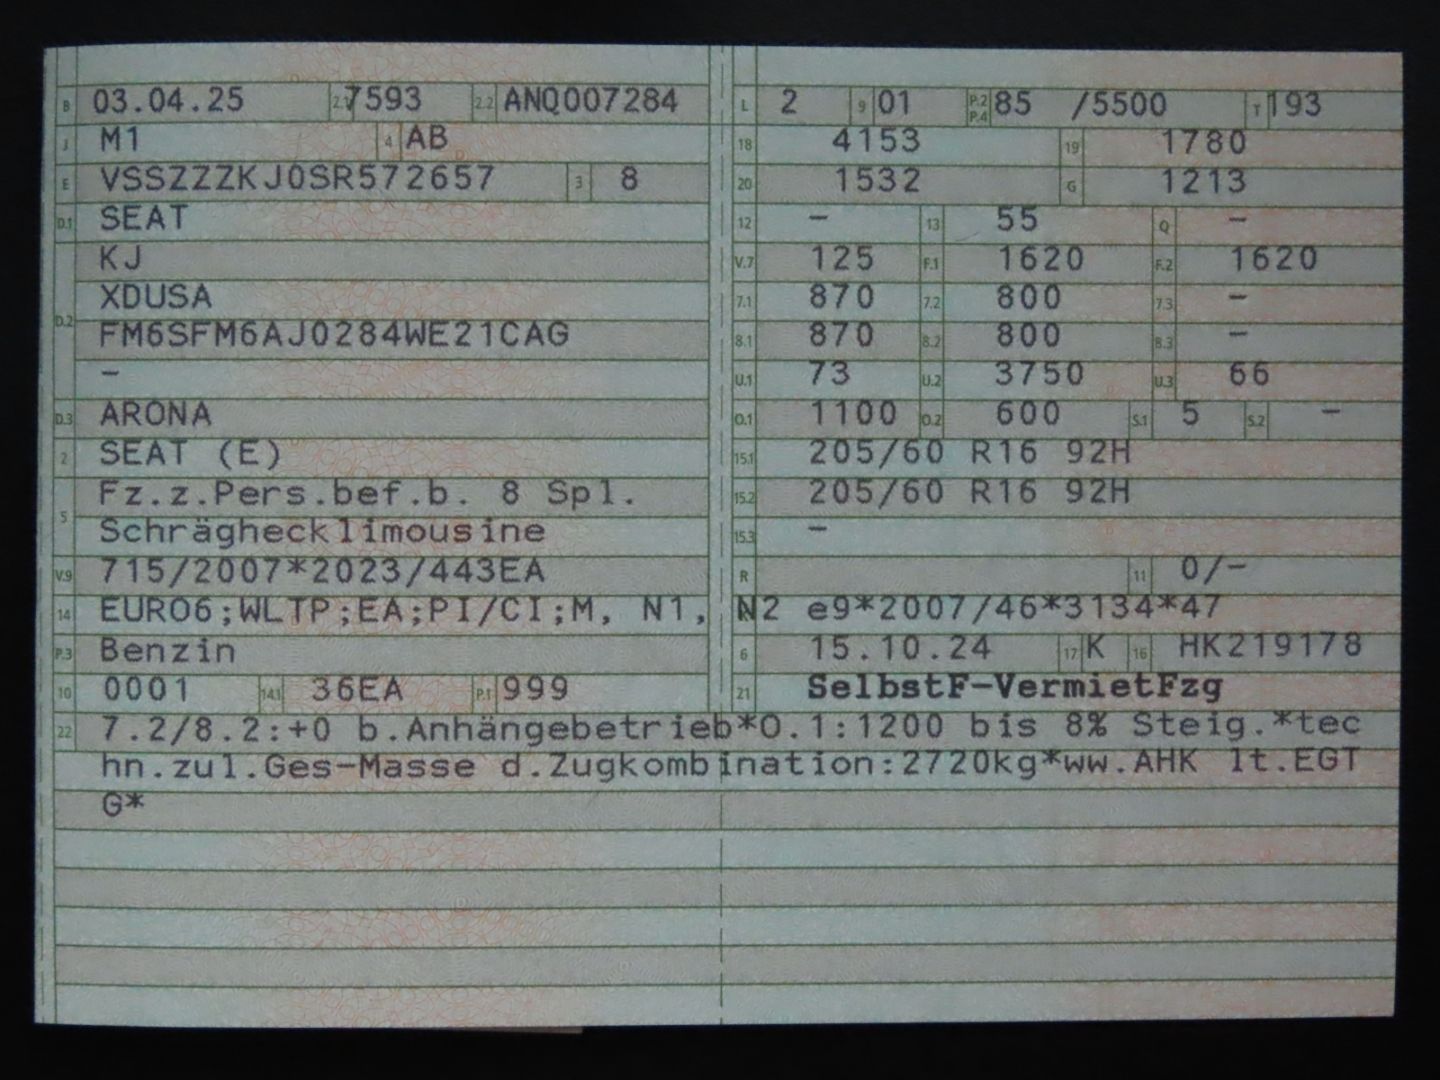 B 03.04.25 2.1 7593 2.2 ANQ007284
J M1 4 AB
E VSSZZZKJ0SR572657 3 8
D.1 SEAT
D.2 KJ
XDUSA
FM6SFM6AJ0284WE21CAG
–
D.3 ARONA
2 SEAT (E)
5 Fz.z.Pers.bef.b. 8 Spl.
Schräghecklimousine
V.9 715/2007*2023/443EA
14 EURO6;WLTP;EA;PI/CI;M, N1, N2
P.3 Benzin
10 0001 14.1 36EA P.1 999
L 2 9 01 P.2 P.4 85 /5500 T 193
18 4153 19 1780
20 1532 G 1213
12 – 13 55 Q –
V.7 125 F.1 1620 F.2 1620
7.1 870 7.2 800 7.3 –
8.1 870 8.2 800 8.3 –
U.1 73 U.2 3750 U.3 66
O.1 1100 O.2 600 S.1 5 S.2 –
15.1 205/60 R16 92H
15.2 205/60 R16 92H
15.3 –
R 11 0/–
K e9*2007/46*3134*47
6 15.10.24 17 K 16 HK219178
21 SelbstF-VermietFzg
22 7.2/8.2:+0 b.Anhängebetrieb*O.1:1200 bis 8% Steig.*tec
hn.zul.Ges-Masse d.Zugkombination:2720kg*ww.AHK lt.EGT
G*